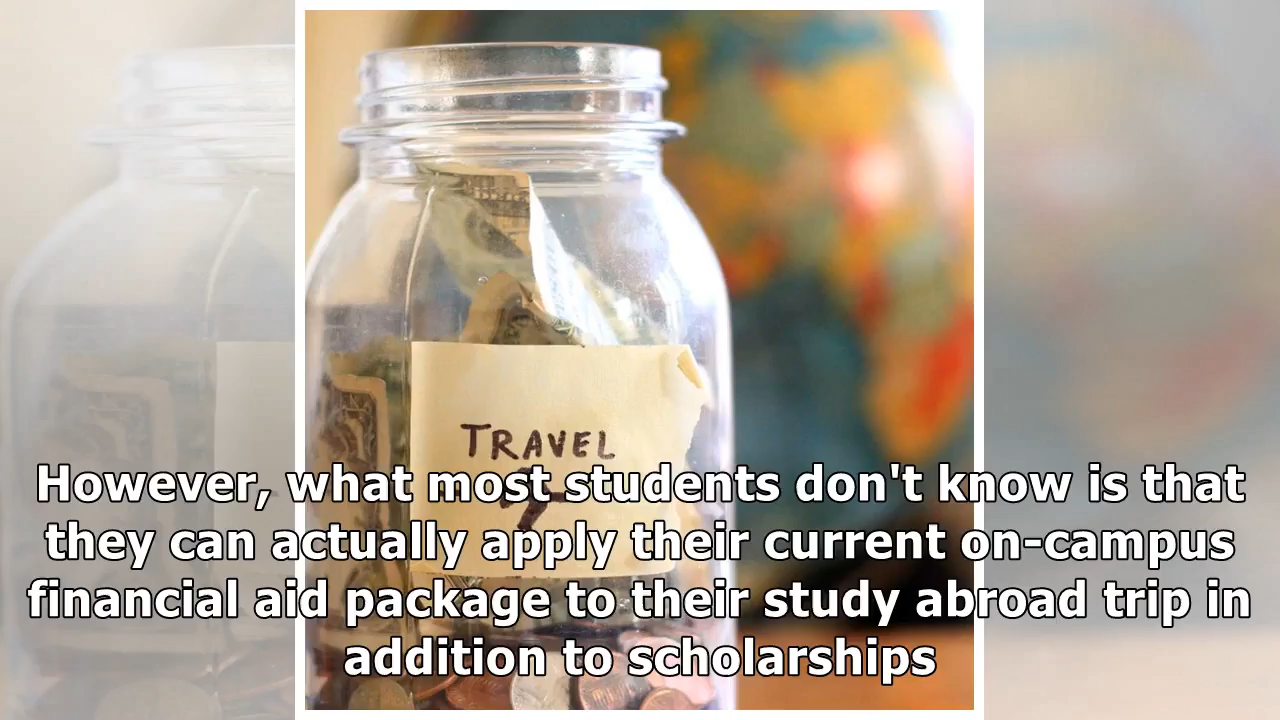 TRAVEL
However, what most students don't know is that
they can actually apply their current on-campus
financial aid package to their study abroad trip in
addition to scholarships